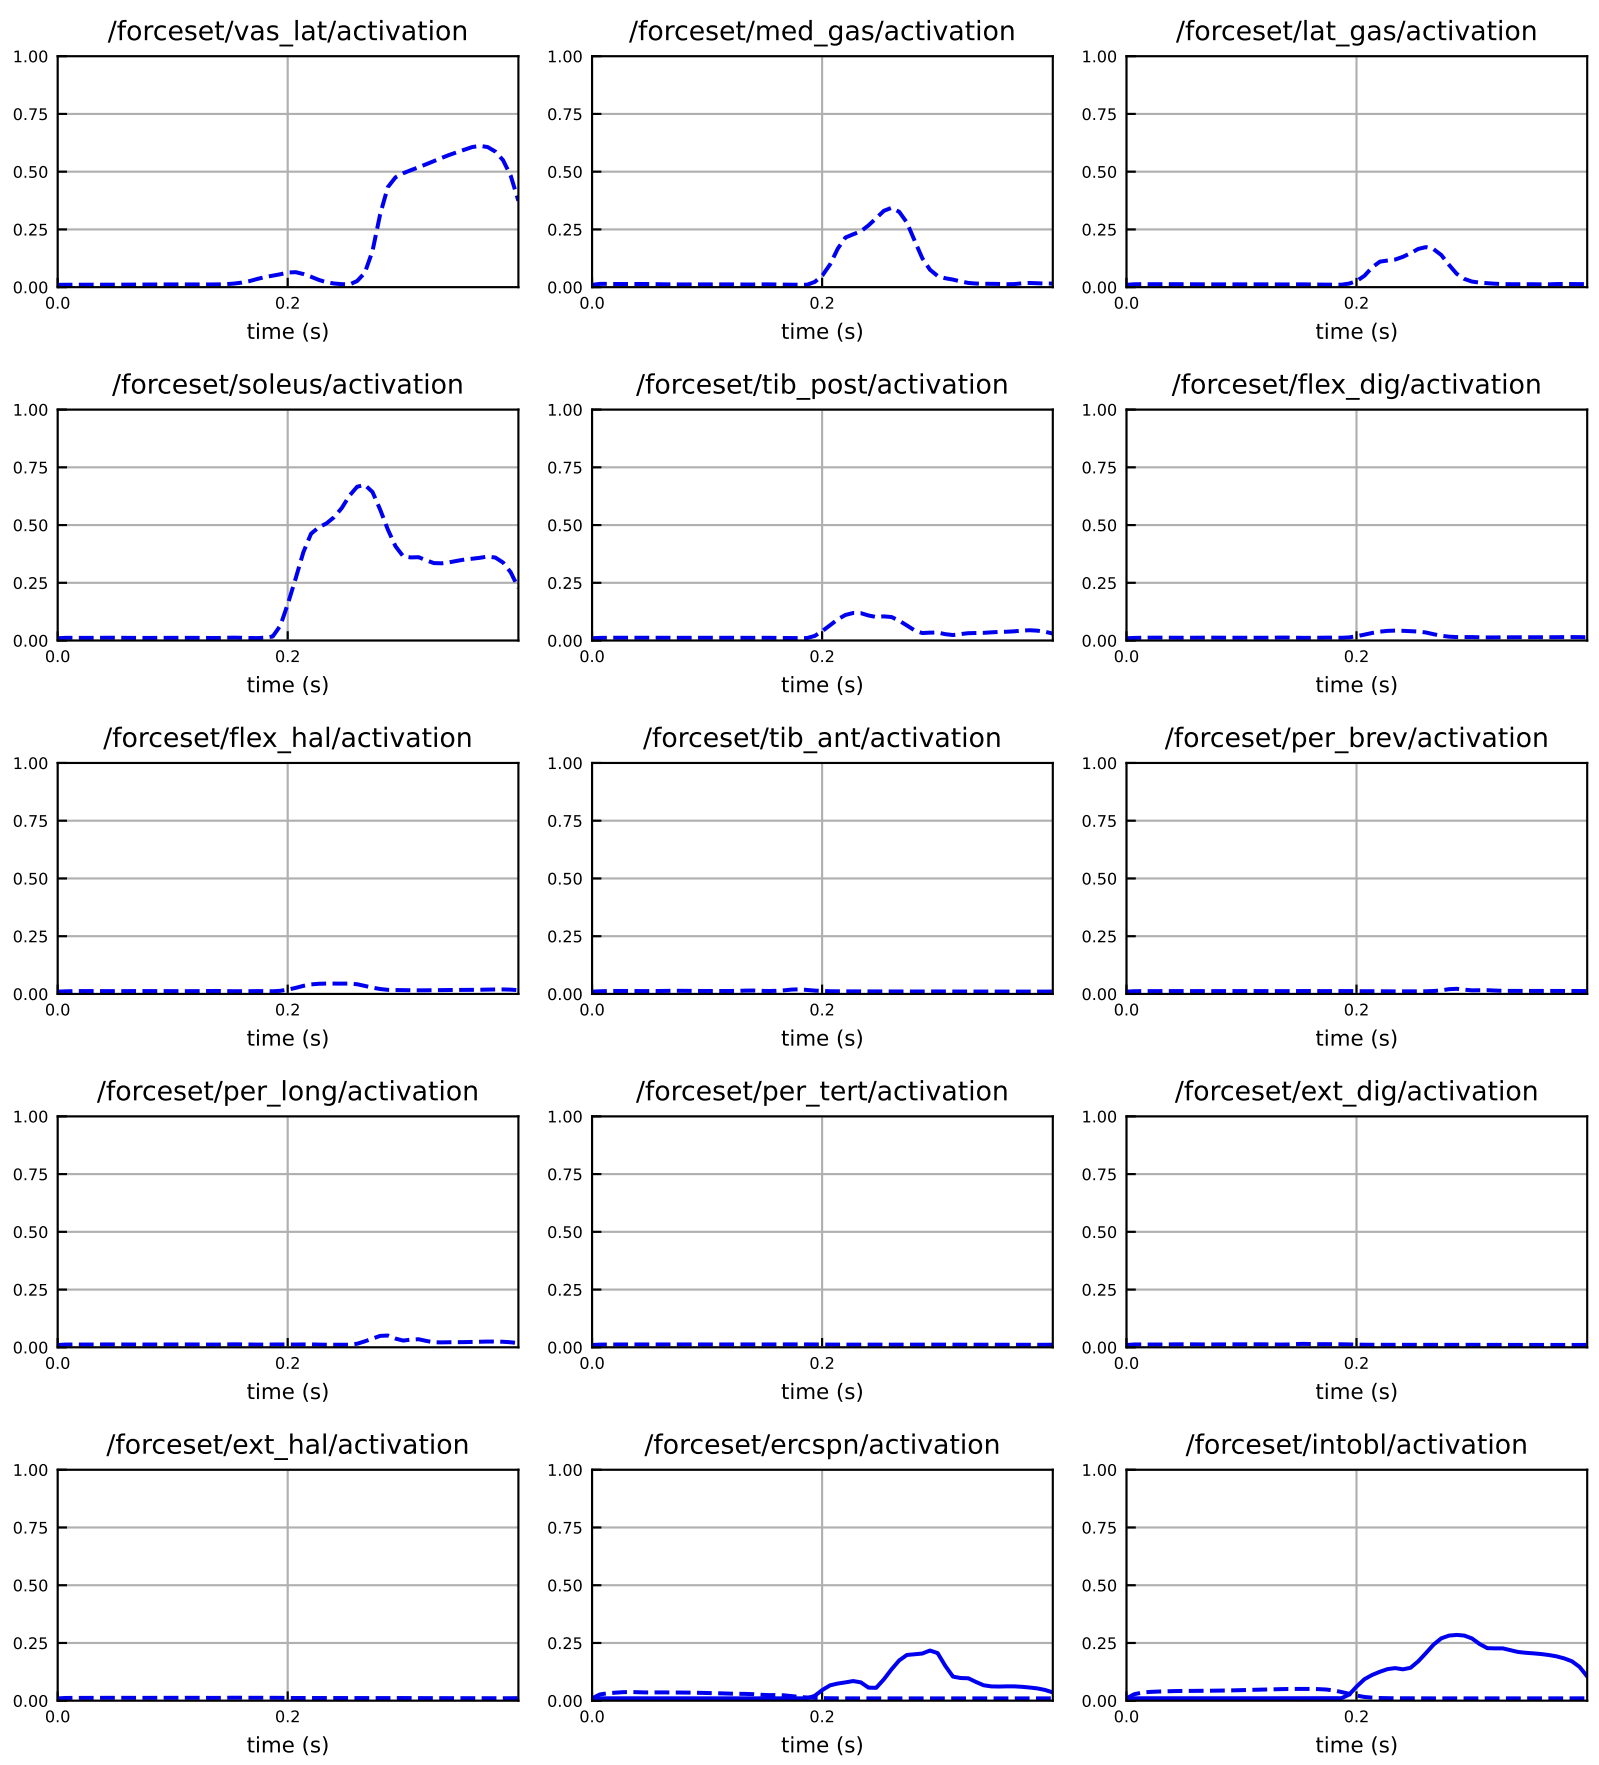 /forceset/vas_lat/activation /forceset/med_gas/activation /forceset/lat_gas/activation
1.00 1.00 1.00
0.75 0.75 0.75
0.50 0.50 0.50
0.25 0.25 0.25
0.00 0.00 0.00
0.0 0.2 0.0 0.2 0.0 0.2
time (s) time (s) time (s)
/forceset/soleus/activation /forceset/tib_post/activation /forceset/flex_dig/activation
1.00 1.00 1.00
0.75 0.75 0.75
0.50 0.50 0.50
0.25 0.25 0.25
0.00 0.00 0.00
0.0 0.2 0.0 0.2 0.0 0.2
time (s) time (s) time (s)
/forceset/flex_hal/activation /forceset/tib_ant/activation /forceset/per_brev/activation
1.00 1.00 1.00
0.75 0.75 0.75
0.50 0.50 0.50
0.25 0.25 0.25
0.00 0.00 0.00
0.0 0.2 0.0 0.2 0.0 0.2
time (s) time (s) time (s)
/forceset/per_long/activation /forceset/per_tert/activation /forceset/ext_dig/activation
1.00 1.00 1.00
0.75 0.75 0.75
0.50 0.50 0.50
0.25 0.25 0.25
0.00 0.00 0.00
0.0 0.2 0.0 0.2 0.0 0.2
time (s) time (s) time (s)
/forceset/ext_hal/activation /forceset/ercspn/activation /forceset/intobl/activation
1.00 1.00 1.00
0.75 0.75 0.75
0.50 0.50 0.50
0.25 0.25 0.25
0.00 0.00 0.00
0.0 0.2 0.0 0.2 0.0 0.2
time (s) time (s) time (s)